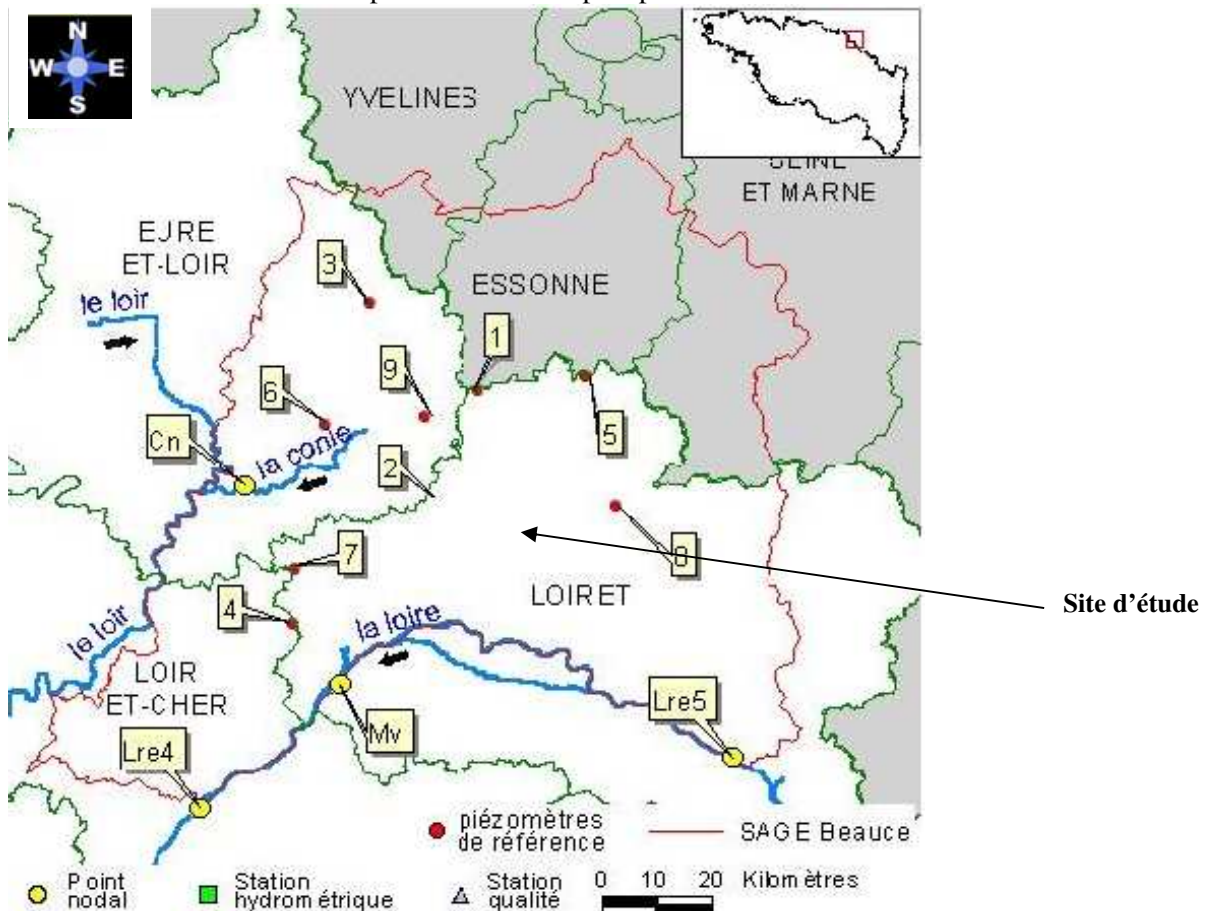 N
W E
S
YVELINES
SEINE
ET MARNE
EJRE
ET-LOIR
ESSONNE
3
le loir
1
9
6
5
Cn
la conie
2
7
8
LOIRET
Site d’étude
4
la loire
le loir
LOIR
ET-CHER
Lre5
Mv
Lre4
piézomètres
de référence
SAGE Beauce
Point
nodal
Station
hydrométrique
Station
qualité
0 10 20 Kilomètres